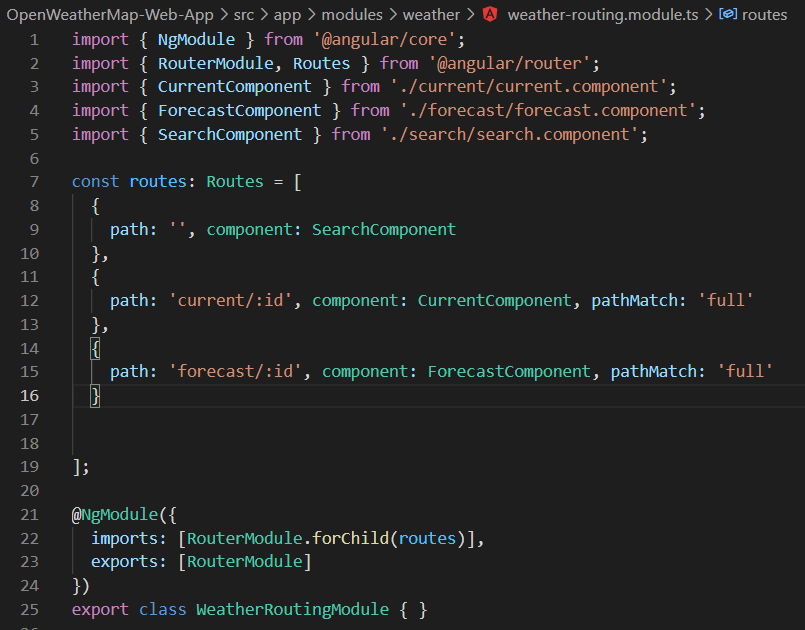 OpenWeatherMap-Web-App > src > app > modules > weather > weather-routing.module.ts > routes
1 import { NgModule } from '@angular/core';
2 import { RouterModule, Routes } from '@angular/router';
3 import { CurrentComponent } from './current/current.component';
4 import { ForecastComponent } from './forecast/forecast.component';
5 import { SearchComponent } from './search/search.component';
6
7 const routes: Routes = [
8   {
9     path: '', component: SearchComponent
10   },
11   {
12     path: 'current/:id', component: CurrentComponent, pathMatch: 'full'
13   },
14   {
15     path: 'forecast/:id', component: ForecastComponent, pathMatch: 'full'
16   }
17
18
19 ];
20
21 @NgModule({
22   imports: [RouterModule.forChild(routes)],
23   exports: [RouterModule]
24 })
25 export class WeatherRoutingModule { }